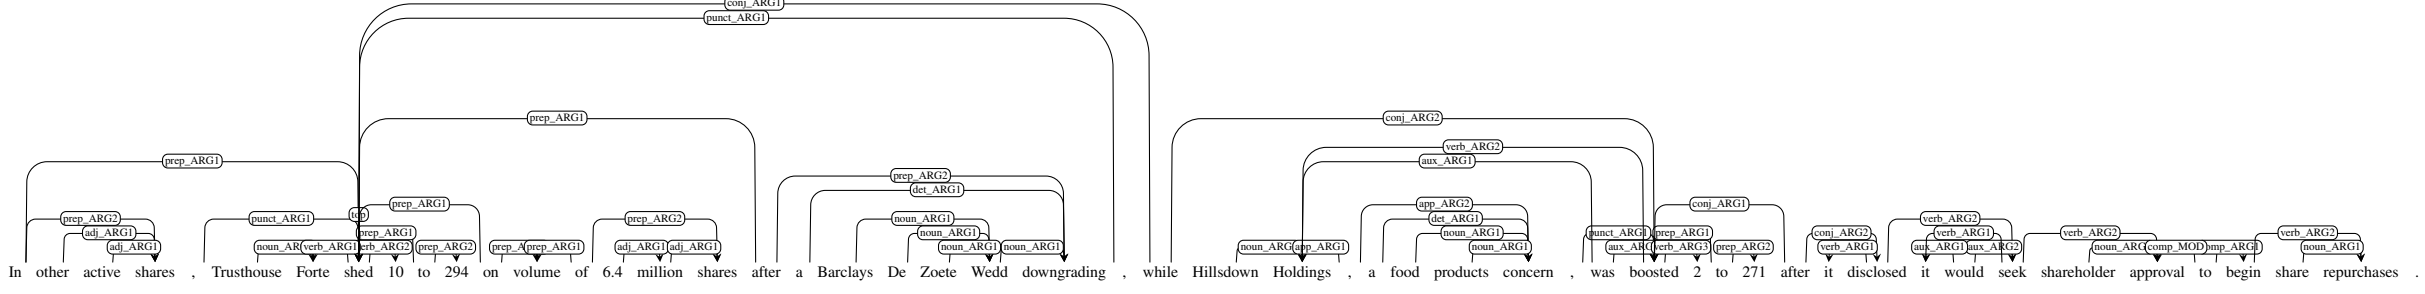 conj_ARG1
punct_ARG1
prep_ARG1 conj_ARG2
verb_ARG2
prep_ARG1 aux_ARG1
prep_ARG2
det_ARG1
prep_ARG1 app_ARG2 conj_ARG1
prep_ARG2 punct_ARG1 top prep_ARG2 noun_ARG1 det_ARG1 verb_ARG2
adj_ARG1 prep_ARG1 noun_ARG1 noun_ARG1 punct_ARG1 prep_ARG1 conj_ARG2 verb_ARG1 verb_ARG2 verb_ARG2
adj_ARG1 verb_ARG1 prep_ARG2 prep_ARG1 adj_ARG1 adj_ARG1 noun_ARG1 noun_ARG1 app_ARG1 noun_ARG1 verb_ARG3 prep_ARG2 verb_ARG1 aux_ARG2 comp_MOD noun_ARG1
In other active shares , Trusthouse Forte shed 10 to 294 on volume of 6.4 million shares after a Barclays De Zoete Wedd downgrading , while Hillsdown Holdings , a food products concern , was boosted 2 to 271 after it disclosed it would seek shareholder approval to begin share repurchases .